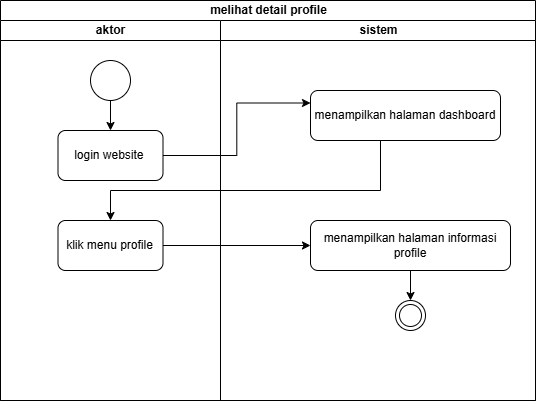 melihat detail profile
aktor
sistem
menampilkan halaman dashboard
login website
klik menu profile
menampilkan halaman informasi
profile